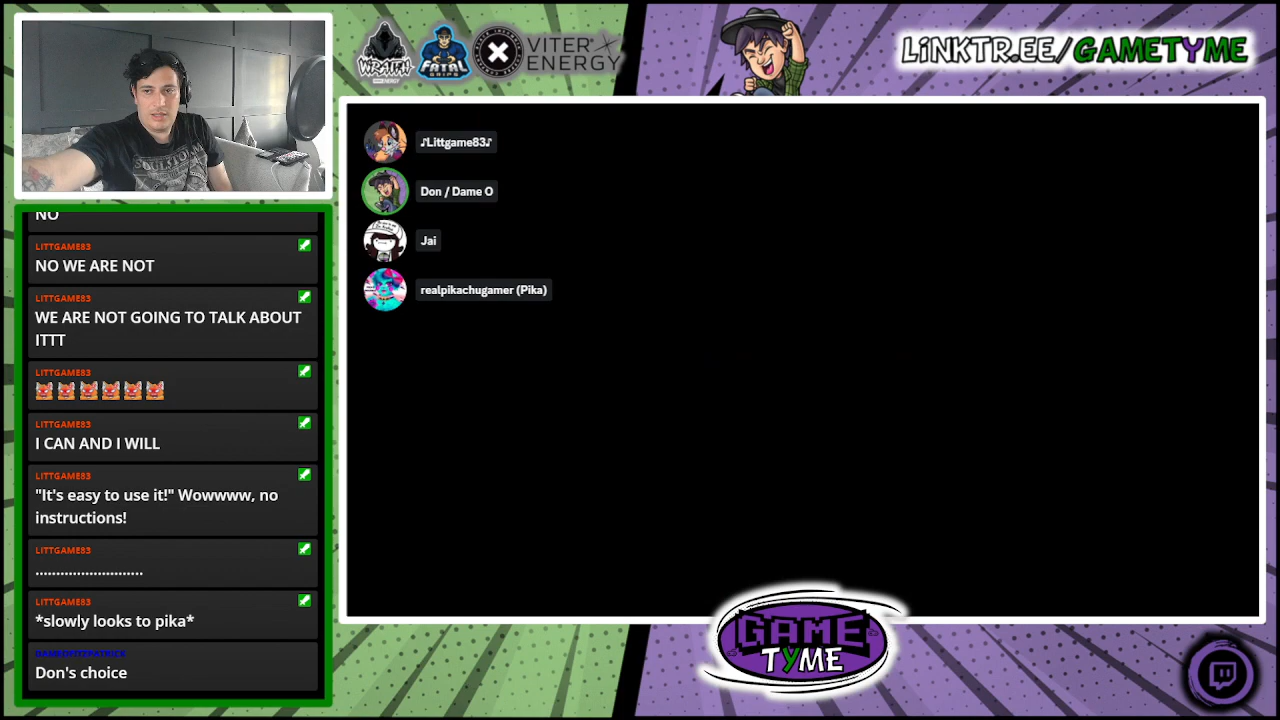 WRAITH
FATAL
GRIPS
VITER
ENERGY
LiNKTR.EE/GAMETYME
SOULSTORM
♪Littgame83♪
Don / Dame O
Jai
realpikachugamer (Pika)
NO
LITTGAME83
NO WE ARE NOT
LITTGAME83
WE ARE NOT GOING TO TALK ABOUT
ITTT
LITTGAME83
LITTGAME83
I CAN AND I WILL
LITTGAME83
"It's easy to use it!" Wowwww, no
instructions!
LITTGAME83
..........................
LITTGAME83
*slowly looks to pika*
Don's choice
GAME
TYME